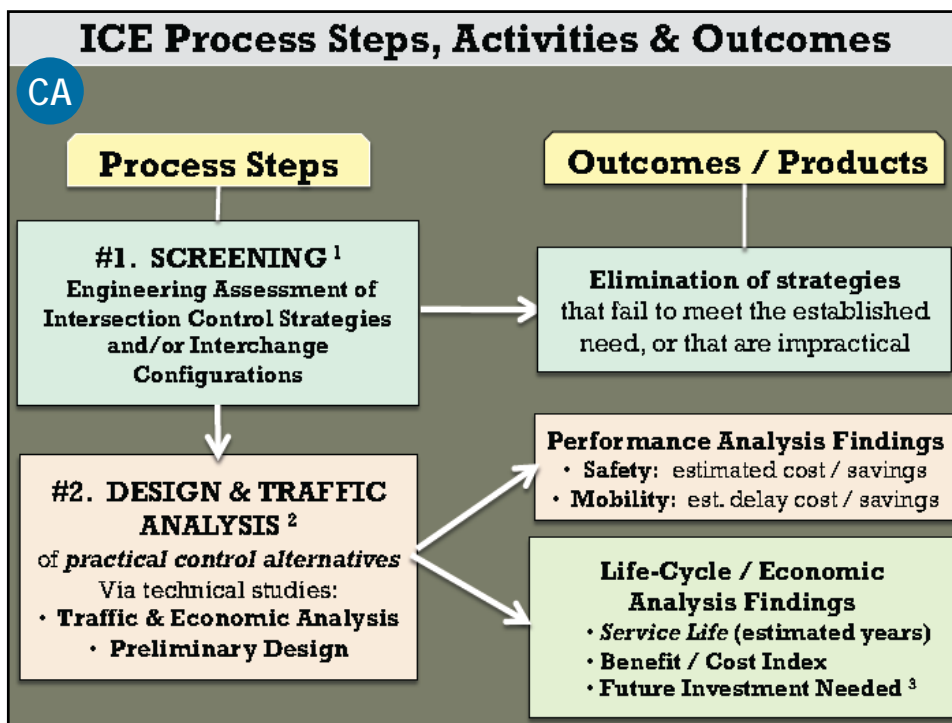 ICE Process Steps, Activities & Outcomes
CA
Process Steps
#1. SCREENING ¹
Engineering Assessment of
Intersection Control Strategies
and/or Interchange
Configurations
#2. DESIGN & TRAFFIC
ANALYSIS ²
of practical control alternatives
Via technical studies:
· Traffic & Economic Analysis
· Preliminary Design
Outcomes / Products
Elimination of strategies
that fail to meet the established
need, or that are impractical
Performance Analysis Findings
· Safety: estimated cost / savings
· Mobility: est. delay cost / savings
Life-Cycle / Economic
Analysis Findings
· Service Life (estimated years)
· Benefit / Cost Index
· Future Investment Needed ³